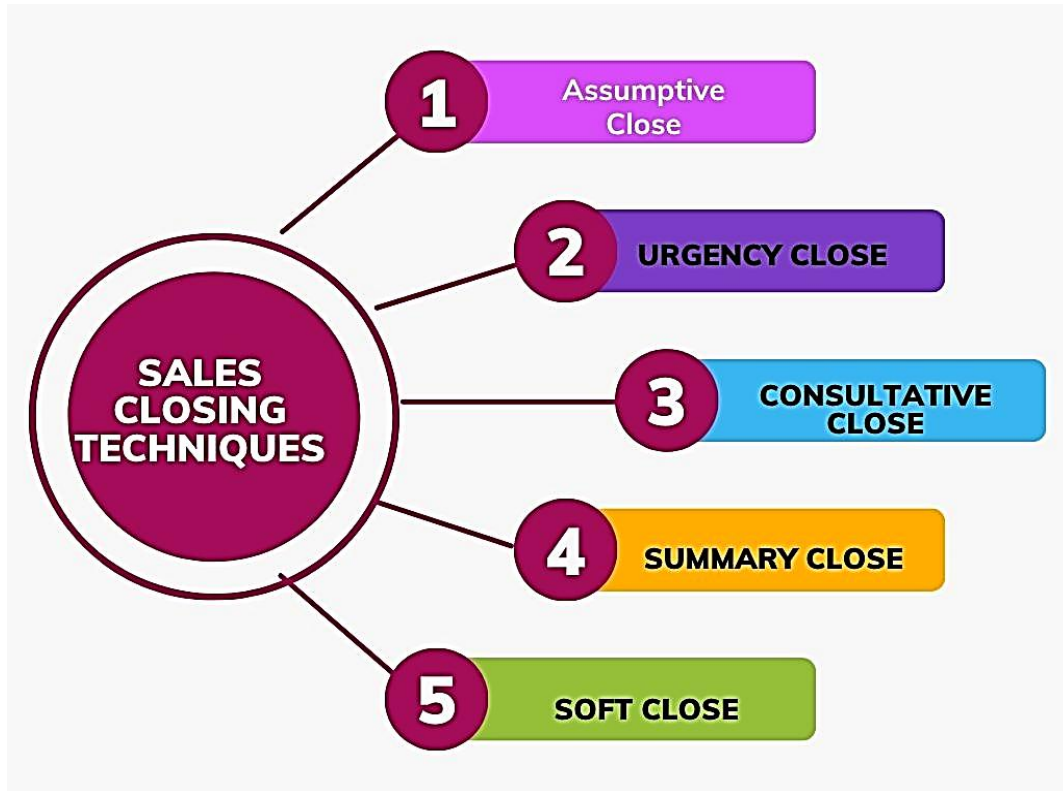 SALES
CLOSING
TECHNIQUES
1
Assumptive
Close
2
URGENCY CLOSE
3
CONSULTATIVE
CLOSE
4
SUMMARY CLOSE
5
SOFT CLOSE